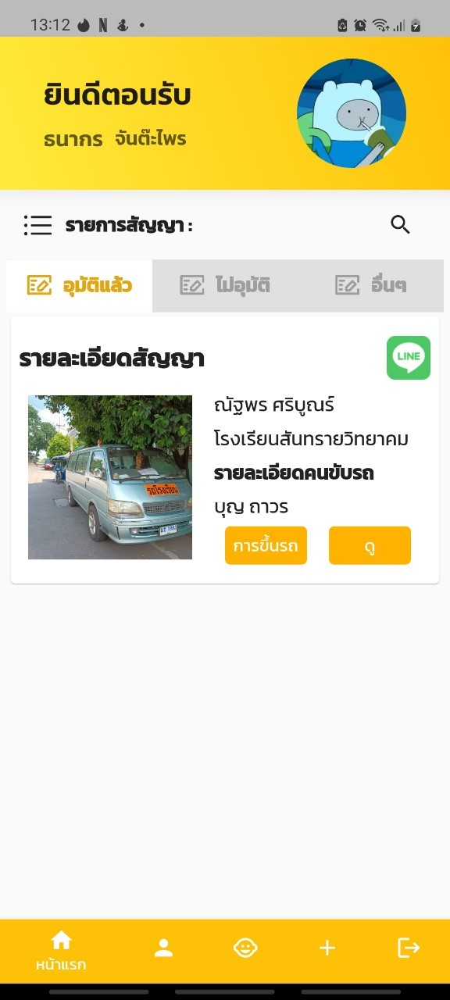 13:12
ยินดีตอนรับ
ธนากร จันต๊ะไพร
รายการสัญญา :
อุมัติแล้ว ไม่อุมัติ อื่นๆ
รายละเอียดสัญญา
LINE
ณัฐพร ศริบูณร์
โรงเรียนสันทรายวิทยาคม
รายละเอียดคนขับรถ
บุญ ถาวร
รถโรงเรียน
การขึ้นรถ ดู
หน้าแรก